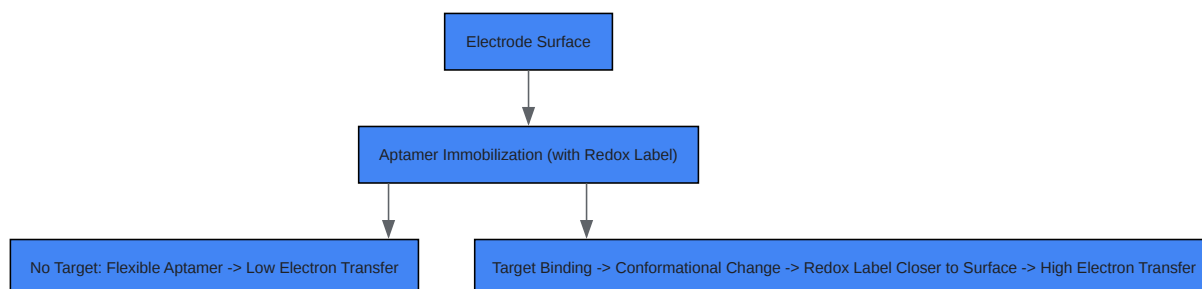 Electrode Surface
Aptamer Immobilization (with Redox Label)
No Target: Flexible Aptamer -> Low Electron Transfer
Target Binding -> Conformational Change -> Redox Label Closer to Surface -> High Electron Transfer